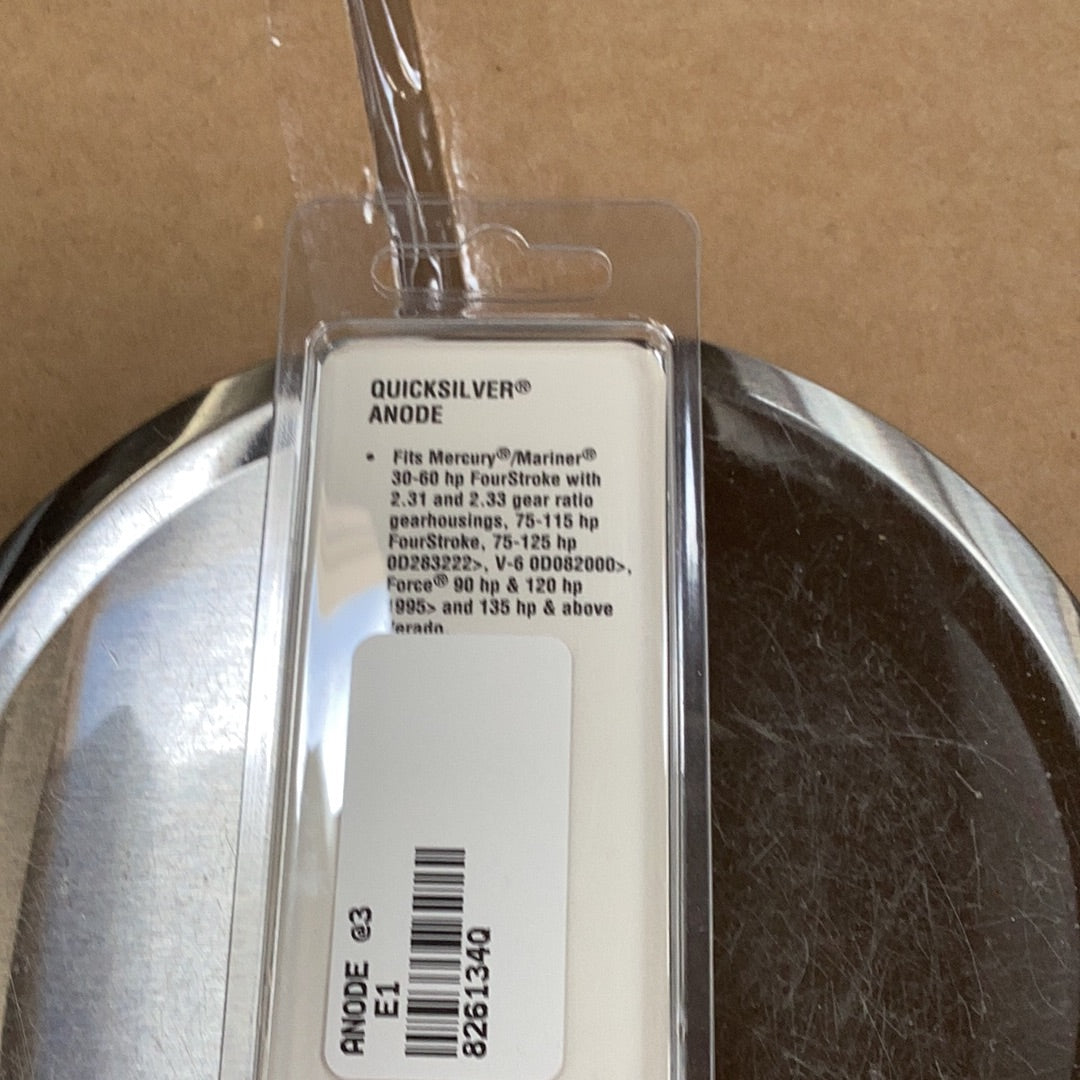 QUICKSILVER®
ANODE
• Fits Mercury®/Mariner®
30-60 hp FourStroke with
2.31 and 2.33 gear ratio
gearhousings, 75-115 hp
FourStroke, 75-125 hp
0D283222>, V-6 0D082000>,
Force® 90 hp & 120 hp
1995> and 135 hp & above
Verado.
ANODE @3
E1
826134Q